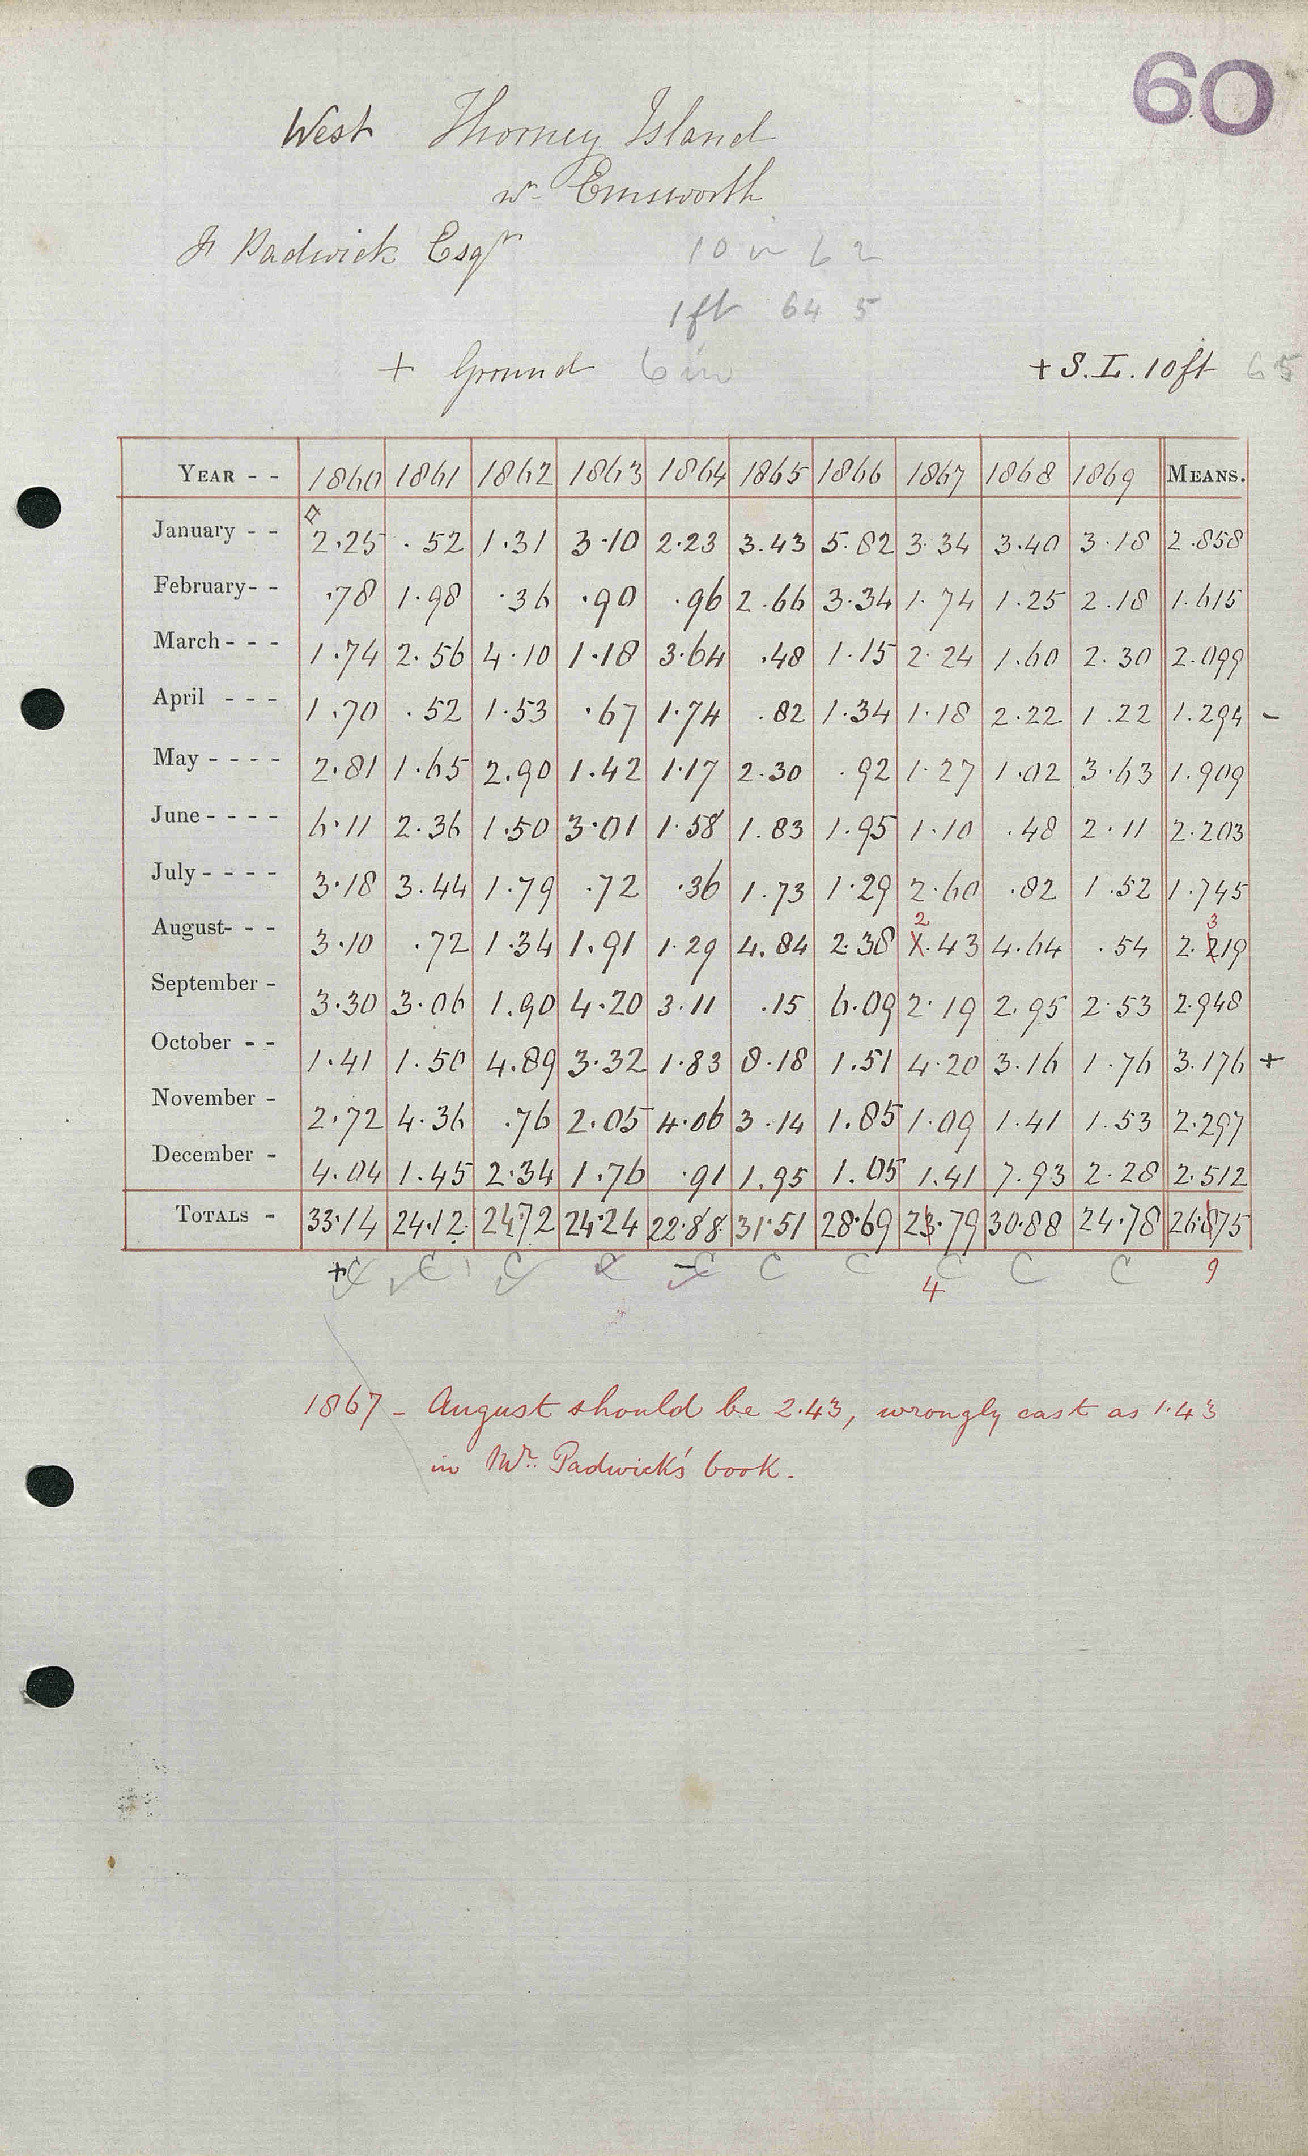 60
West Thorney Island
nr Emsworth
F Padwick Esqr 10 in 62
1ft 64 5
+ Ground 6 in + S.L. 10ft 65
YEAR - - 1860 1861 1862 1863 1864 1865 1866 1867 1868 1869 MEANS.
January - - 2.25 .52 1.31 3.10 2.23 3.43 5.82 3.34 3.40 3.18 2.858
February- - .78 1.98 .36 .90 .96 2.66 3.34 1.74 1.25 2.18 1.615
March - - - 1.74 2.56 4.10 1.18 3.64 .48 1.15 2.24 1.60 2.30 2.099
April - - - 1.70 .52 1.53 .67 1.74 .82 1.34 1.18 2.22 1.22 1.294 -
May - - - - 2.81 1.65 2.90 1.42 1.17 2.30 .92 1.27 1.02 3.63 1.909
June - - - - 6.11 2.36 1.50 3.01 1.58 1.83 1.95 1.10 .48 2.11 2.203
July - - - - 3.18 3.44 1.79 .72 .36 1.73 1.29 2.60 .82 1.52 1.745
2 3
August- - - 3.10 .72 1.34 1.91 1.29 4.84 2.38 1.43 4.64 .54 2.219
September - 3.30 3.06 1.90 4.20 3.11 .15 6.09 2.19 2.95 2.53 2.948
October - - 1.41 1.50 4.89 3.32 1.83 8.18 1.51 4.20 3.16 1.76 3.176 +
November - 2.72 4.36 .76 2.05 4.06 3.14 1.85 1.09 1.41 1.53 2.297
December - 4.04 1.45 2.34 1.76 .91 1.95 1.05 1.41 7.93 2.28 2.512
TOTALS - 33.14 24.12 24.72 24.24 22.88 31.51 28.69 23.79 30.88 24.78 26.875
+ C C C C - C C C C C C
4 9
1867 - August should be 2.43, wrongly cast as 1.43
in Mr. Padwick's book.